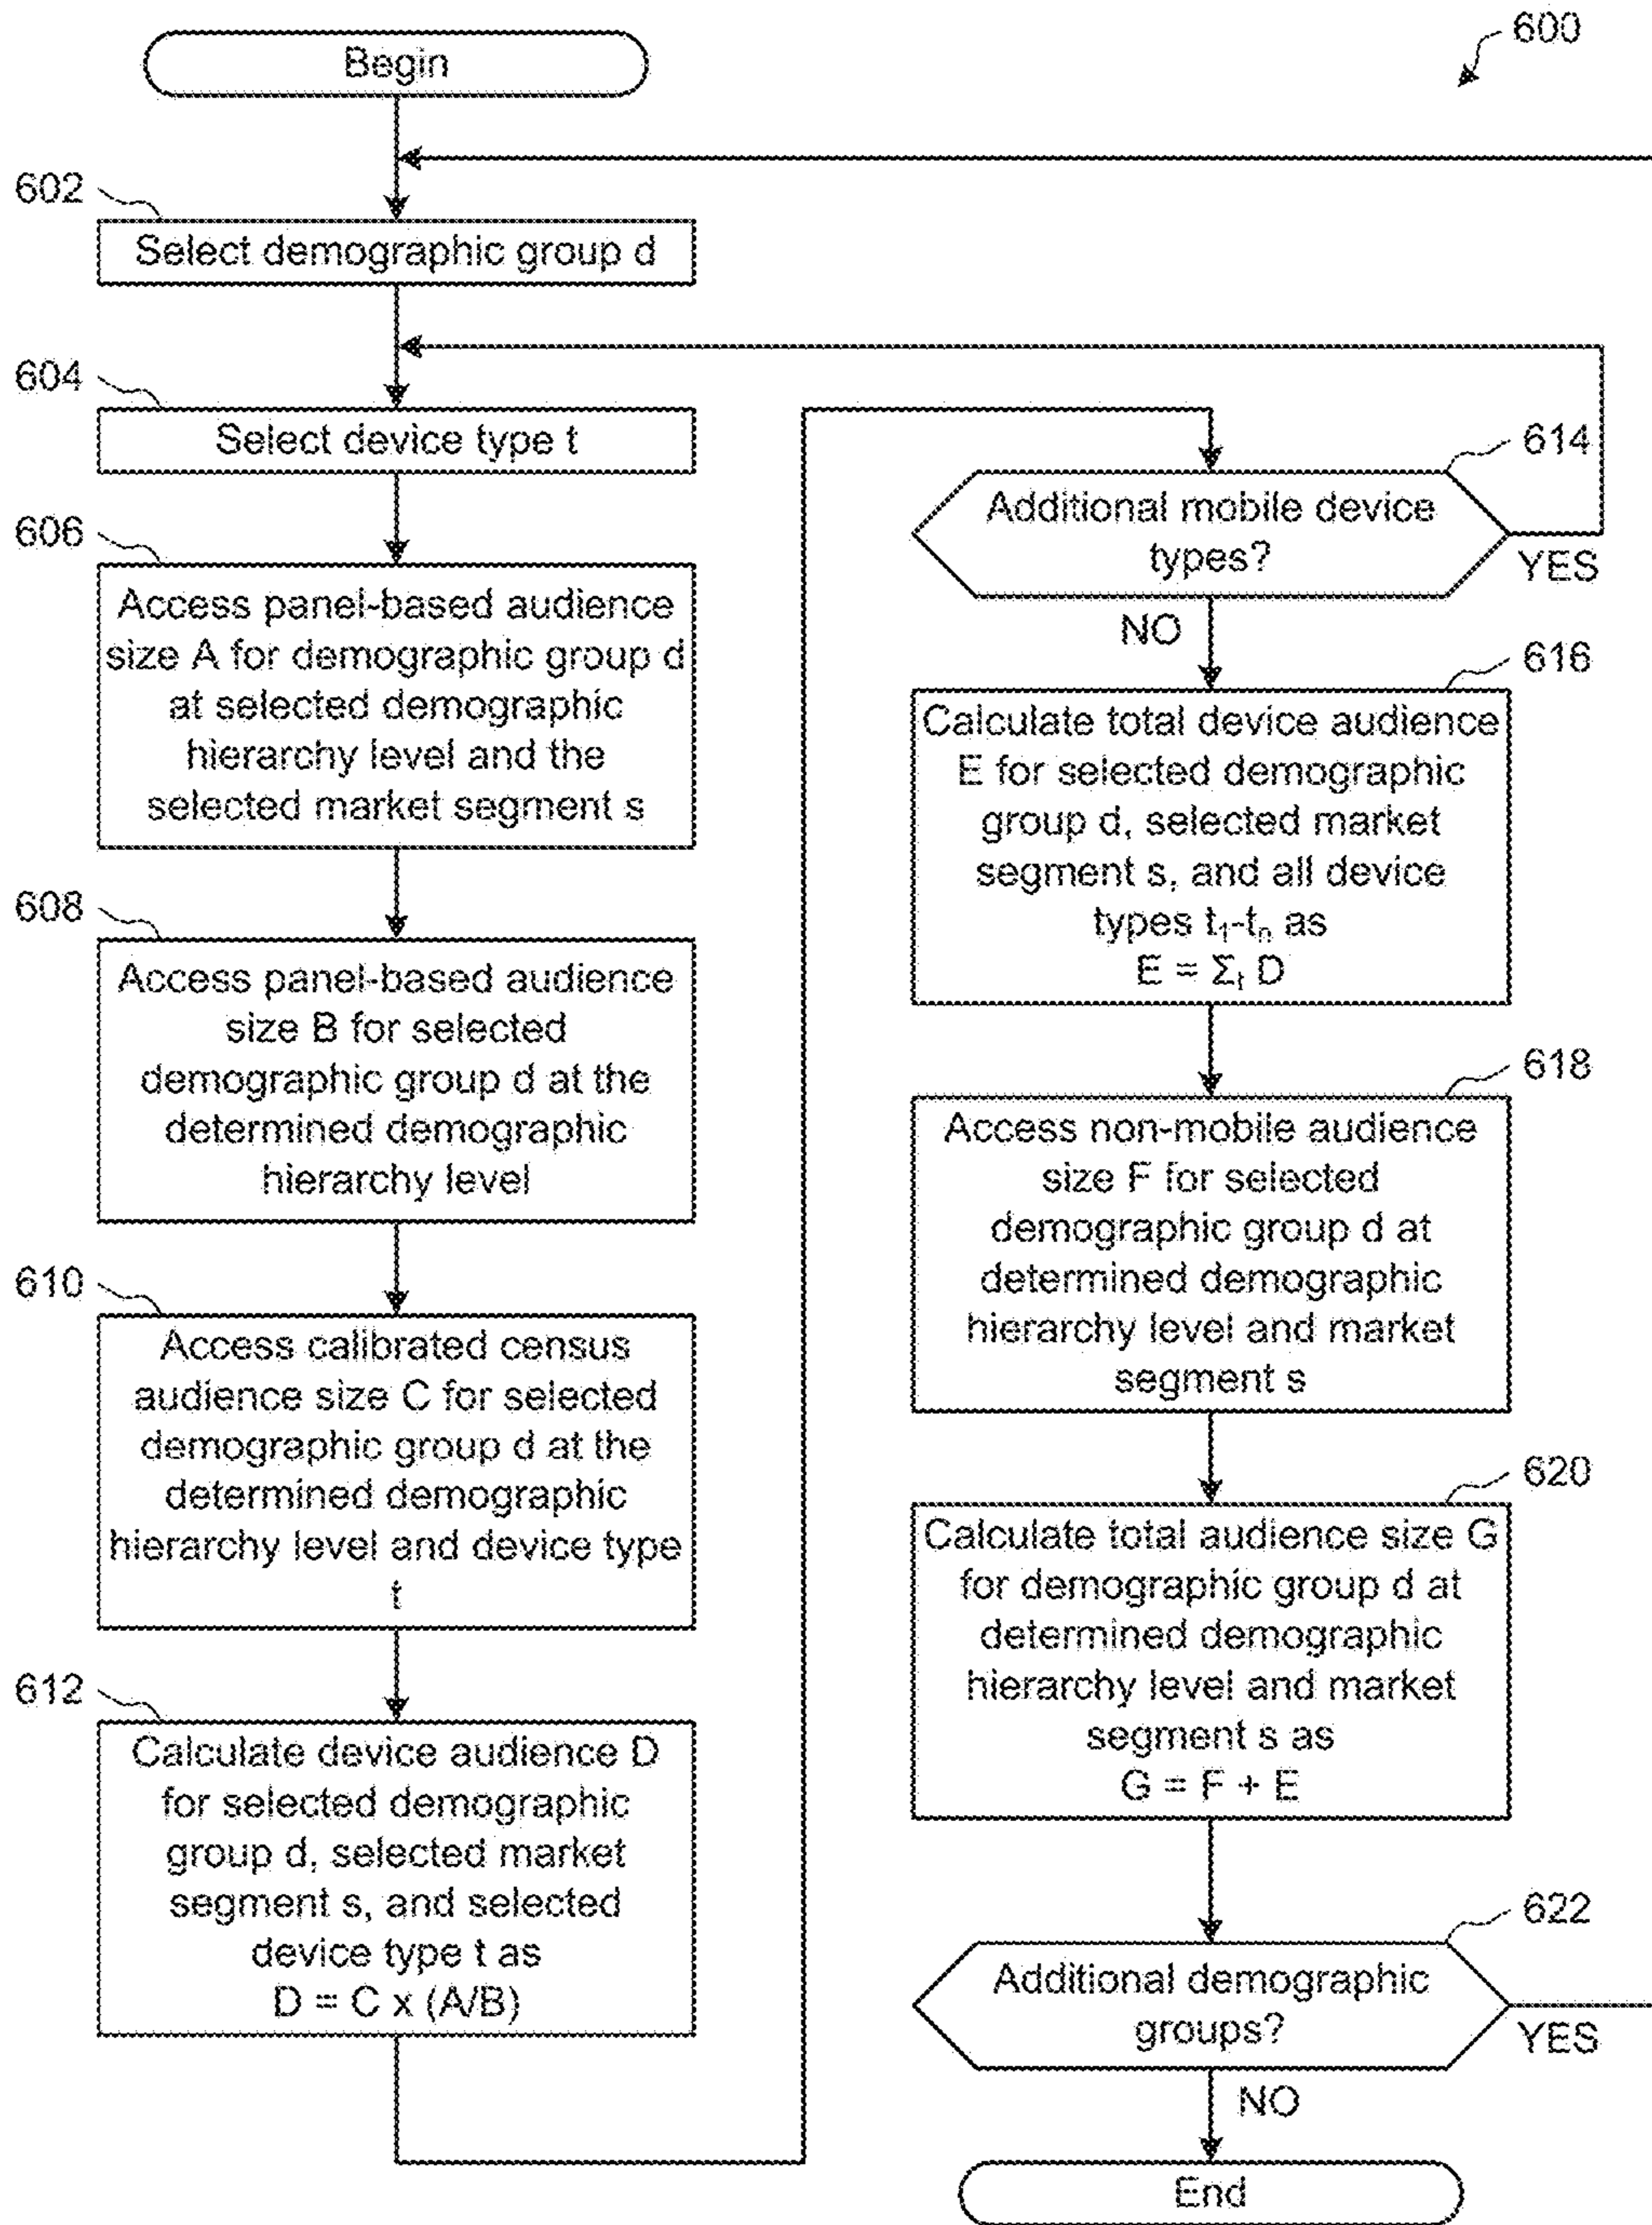 600
Begin
602
Select demographic group d
604
Select device type t
606
Access panel-based audience
size A for demographic group d
at selected demographic
hierarchy level and the
selected market segment s
608
Access panel-based audience
size B for selected
demographic group d at the
determined demographic
hierarchy level
610
Access calibrated census
audience size C for selected
demographic group d at the
determined demographic
hierarchy level and device type
t
612
Calculate device audience D
for selected demographic
group d, selected market
segment s, and selected
device type t as
D = C x (A/B)
614
Additional mobile device
types?
YES
NO
616
Calculate total device audience
E for selected demographic
group d, selected market
segment s, and all device
types t₁-tₙ as
E = Σₜ D
618
Access non-mobile audience
size F for selected
demographic group d at
determined demographic
hierarchy level and market
segment s
620
Calculate total audience size G
for demographic group d at
determined demographic
hierarchy level and market
segment s as
G = F + E
622
Additional demographic
groups?
YES
NO
End